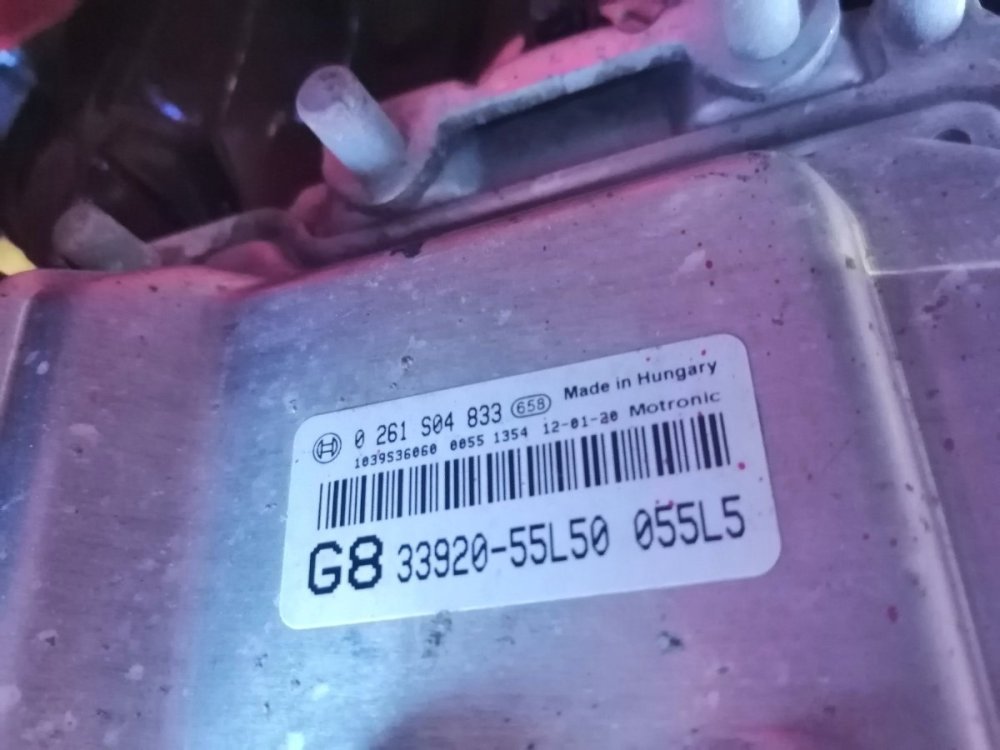 0 261 S04 833 658 Made in Hungary
1039S36060 0055 1354 12-01-20 Motronic
G8 33920-55L50 055L5